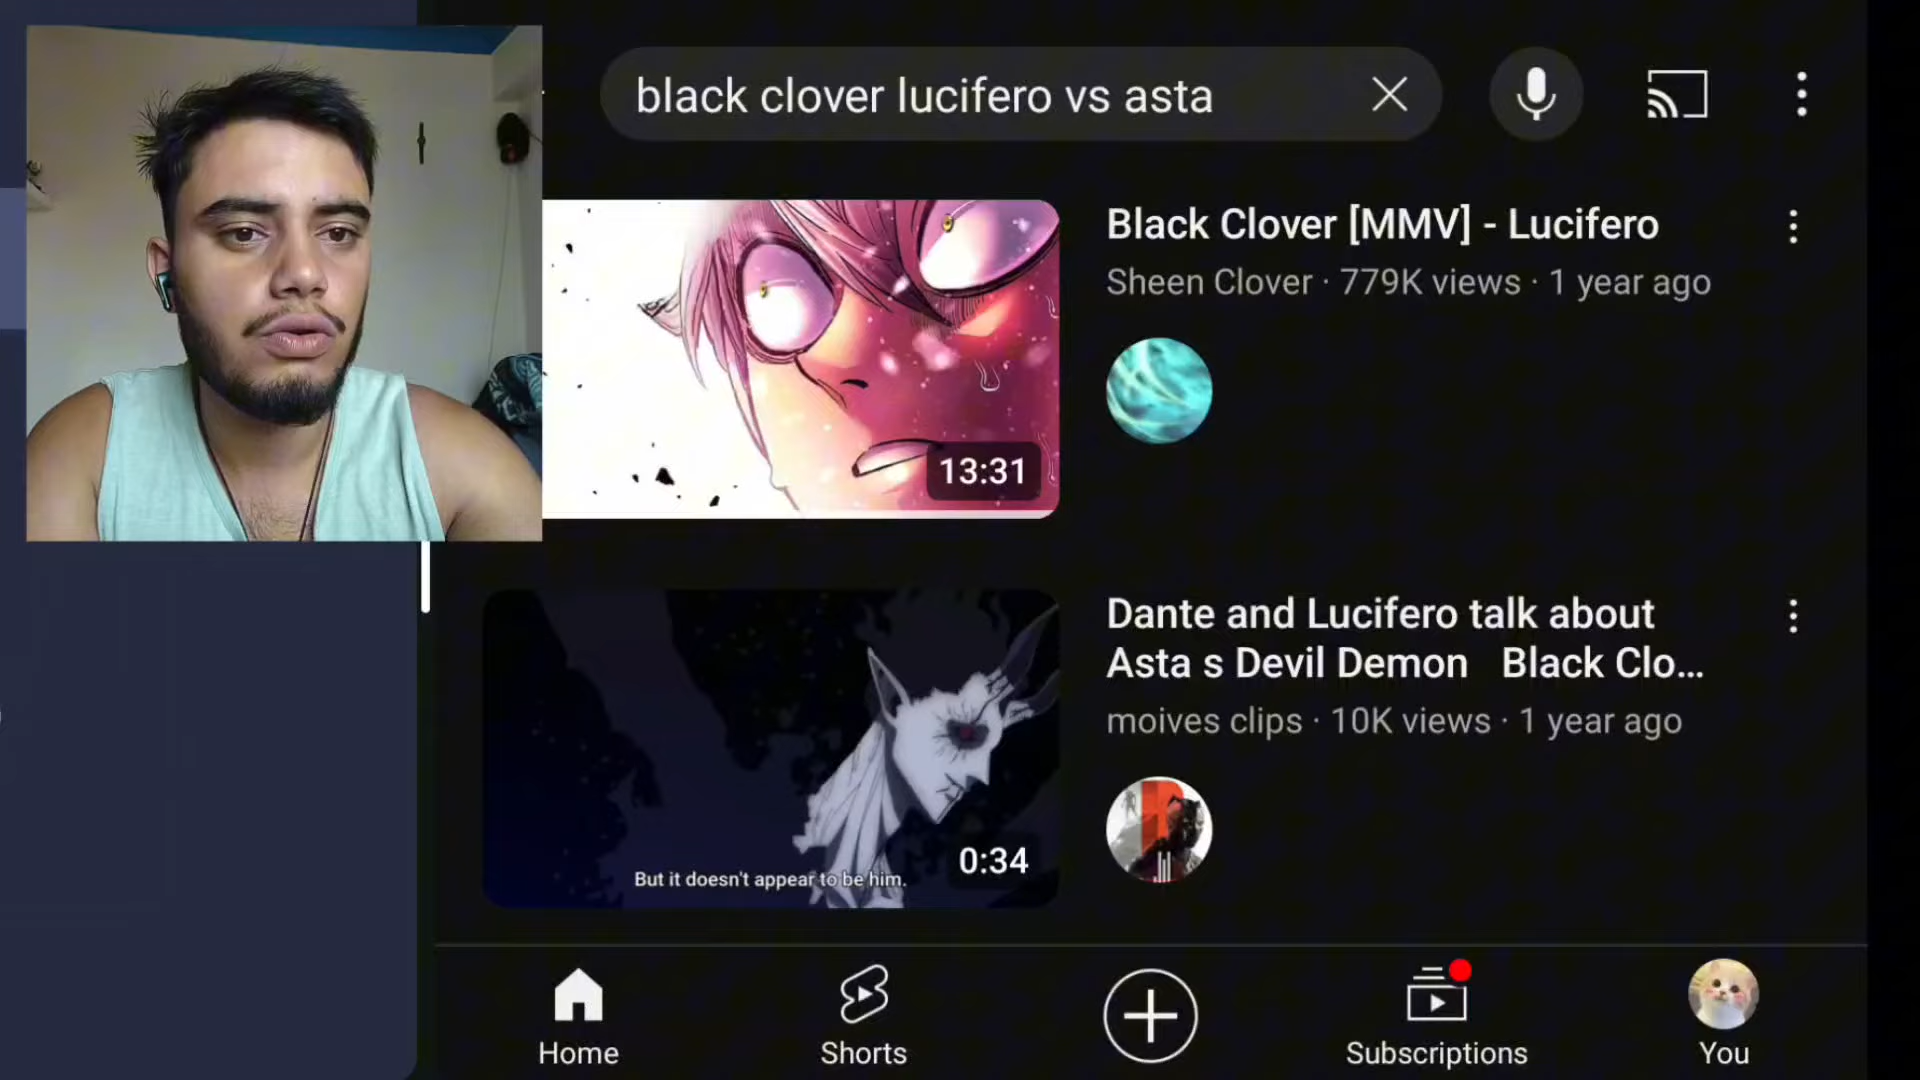 black clover lucifero vs asta
Black Clover [MMV] - Lucifero
Sheen Clover · 779K views · 1 year ago
13:31
Dante and Lucifero talk about
Asta s Devil Demon Black Clo...
moives clips · 10K views · 1 year ago
But it doesn't appear to be him.
0:34
Home
Shorts
Subscriptions
You